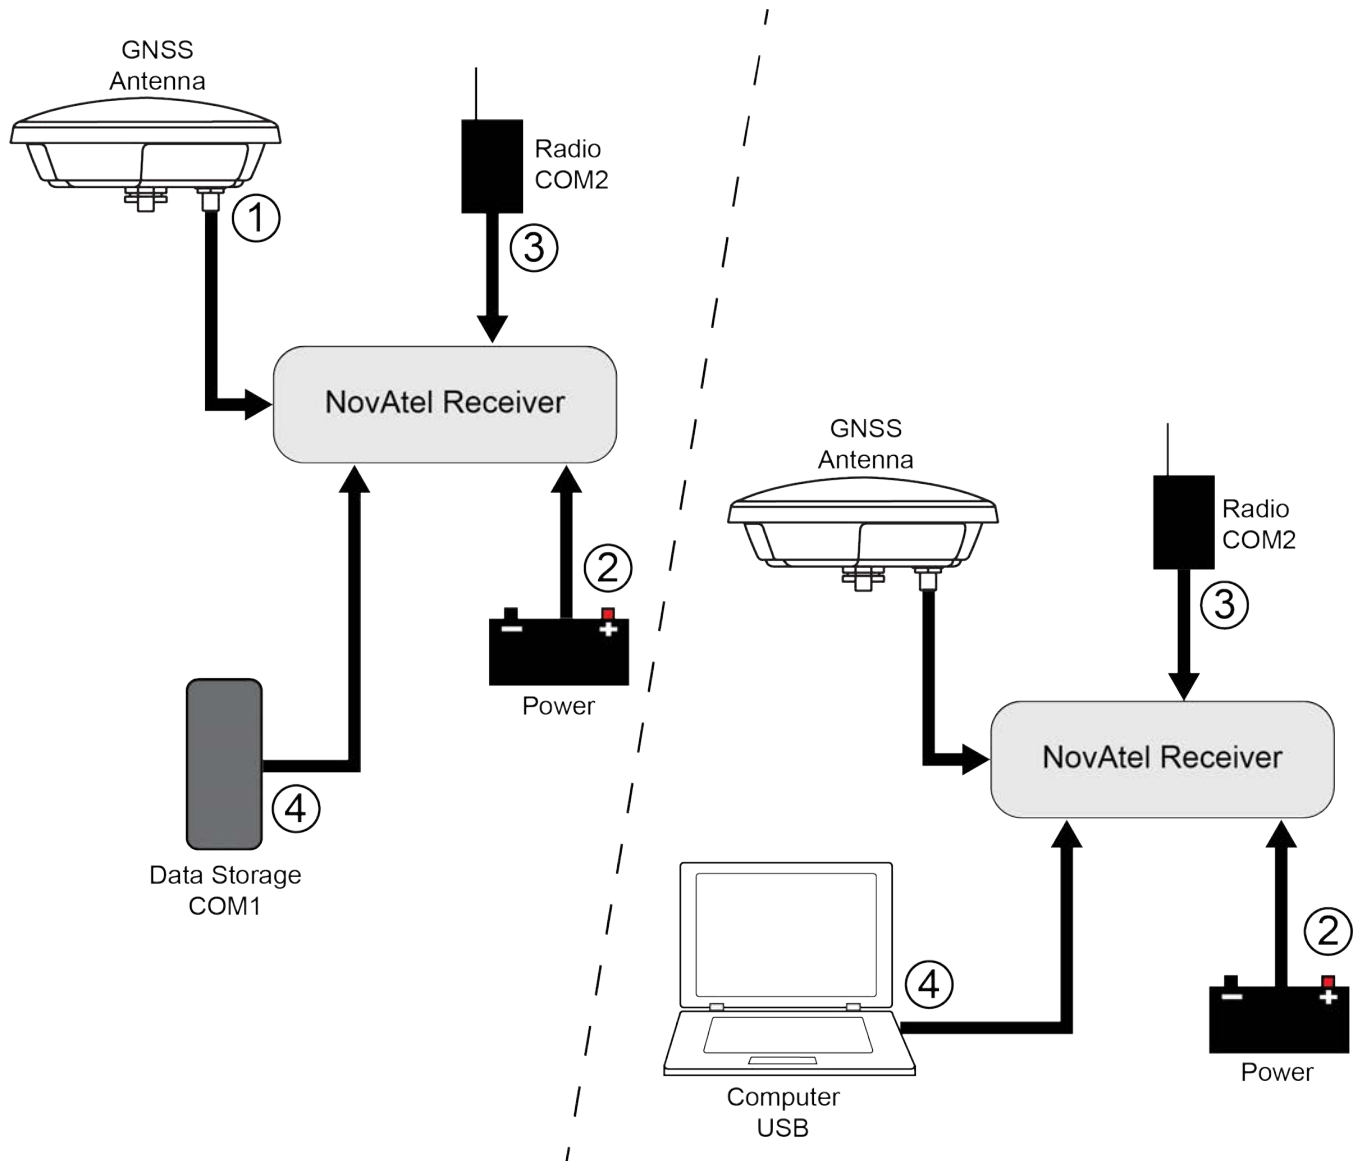 GNSS
Antenna
Radio
COM2
1
3
NovAtel Receiver
2
Power
4
Data Storage
COM1
GNSS
Antenna
Radio
COM2
3
NovAtel Receiver
2
4
Power
Computer
USB